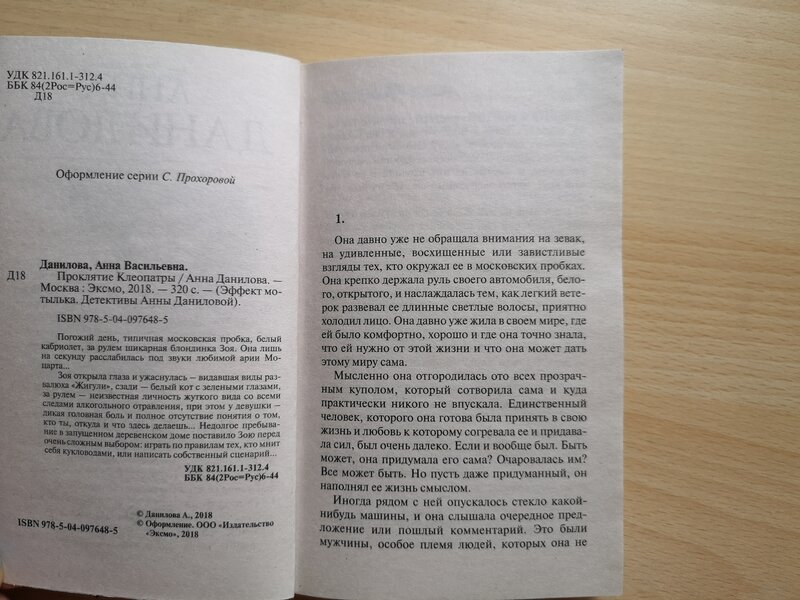 УДК 821.161.1-312.4
ББК 84(2Рос=Рус)6-44
Д18
Оформление серии С. Прохоровой
Данилова, Анна Васильевна.
Д18 Проклятие Клеопатры / Анна Данилова. —
Москва : Эксмо, 2018. — 320 с. — (Эффект мо-
тылька. Детективы Анны Даниловой).
ISBN 978-5-04-097648-5
Погожий день, типичная московская пробка, белый
кабриолет, за рулем шикарная блондинка Зоя. Она лишь
на секунду расслабилась под звуки любимой арии Мо-
царта...
Зоя открыла глаза и ужаснулась — видавшая виды раз-
валюха «Жигули», сзади — белый кот с зелеными глазами,
за рулем — неизвестная личность жуткого вида со всеми
следами алкогольного отравления, при этом у девушки —
дикая головная боль и полное отсутствие понятия о том,
кто ты, откуда и что здесь делаешь... Недолгое пребыва-
ние в запущенном деревенском доме поставило Зою перед
очень сложным выбором: играть по правилам тех, кто мнит
себя кукловодами, или написать собственный сценарий...
УДК 821.161.1-312.4
ББК 84(2Рос=Рус)6-44
© Данилова А., 2018
© Оформление. ООО «Издательство
«Эксмо», 2018
ISBN 978-5-04-097648-5
1.
Она давно уже не обращала внимания на зевак,
на удивленные, восхищенные или завистливые
взгляды тех, кто окружал ее в московских пробках.
Она крепко держала руль своего автомобиля, бело-
го, открытого, и наслаждалась тем, как легкий вете-
рок развевал ее длинные светлые волосы, приятно
холодил лицо. Она давно уже жила в своем мире, где
ей было комфортно, хорошо и где она точно знала,
что ей нужно от этой жизни и что она может дать
этому миру сама.
Мысленно она отгородилась ото всех прозрач-
ным куполом, который сотворила сама и куда
практически никого не впускала. Единственный
человек, которого она готова была принять в свою
жизнь и любовь к которому согревала ее и придава-
ла сил, был очень далеко. Если и вообще был. Быть
может, она придумала его сама? Очаровалась им?
Все может быть. Но пусть даже придуманный, он
наполнял ее жизнь смыслом.
Иногда рядом с ней опускалось стекло какой-
нибудь машины, и она слышала очередное пред-
ложение или пошлый комментарий. Это были
мужчины, особое племя людей, которых она не